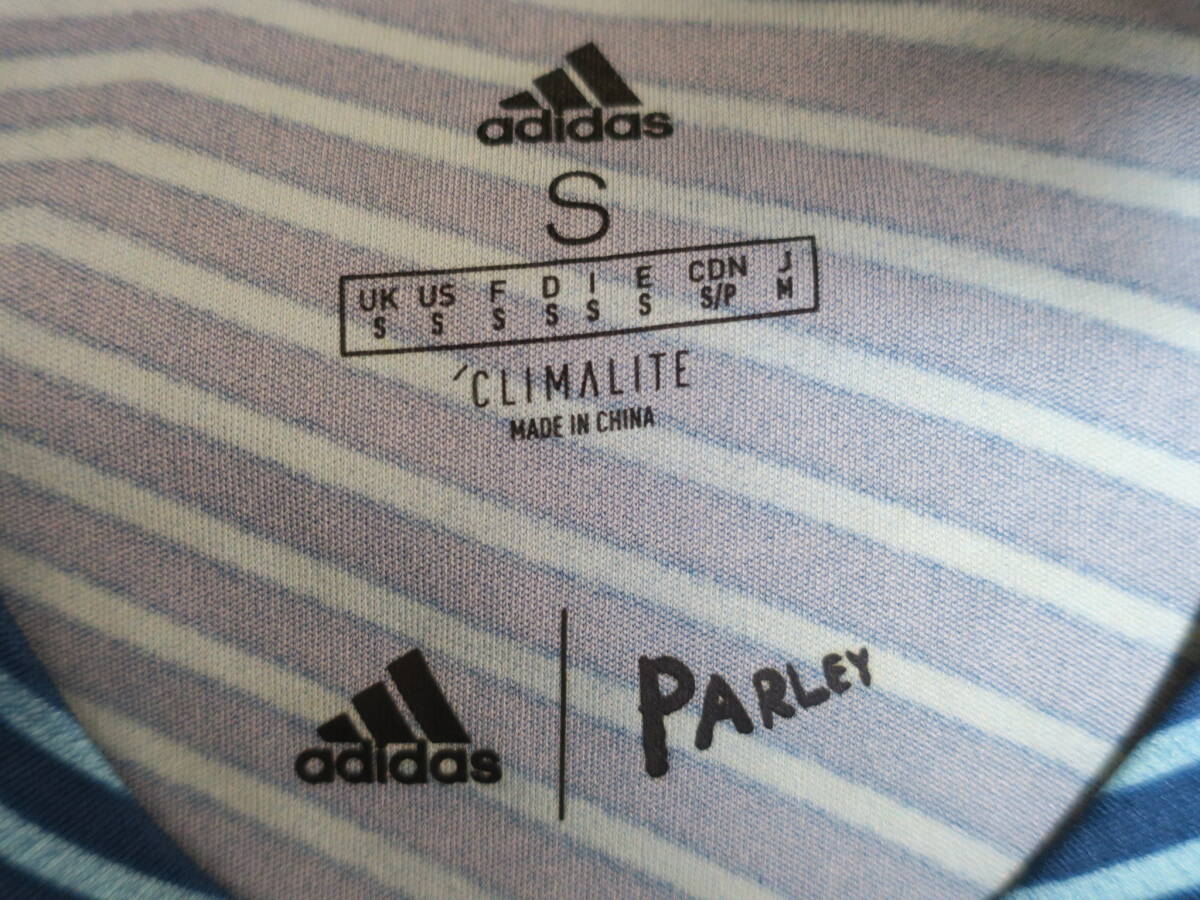 adidas
S
UK US F D I E CDN J
S S S S S S S/P M
´CLIMALITE
MADE IN CHINA
adidas PARLEY